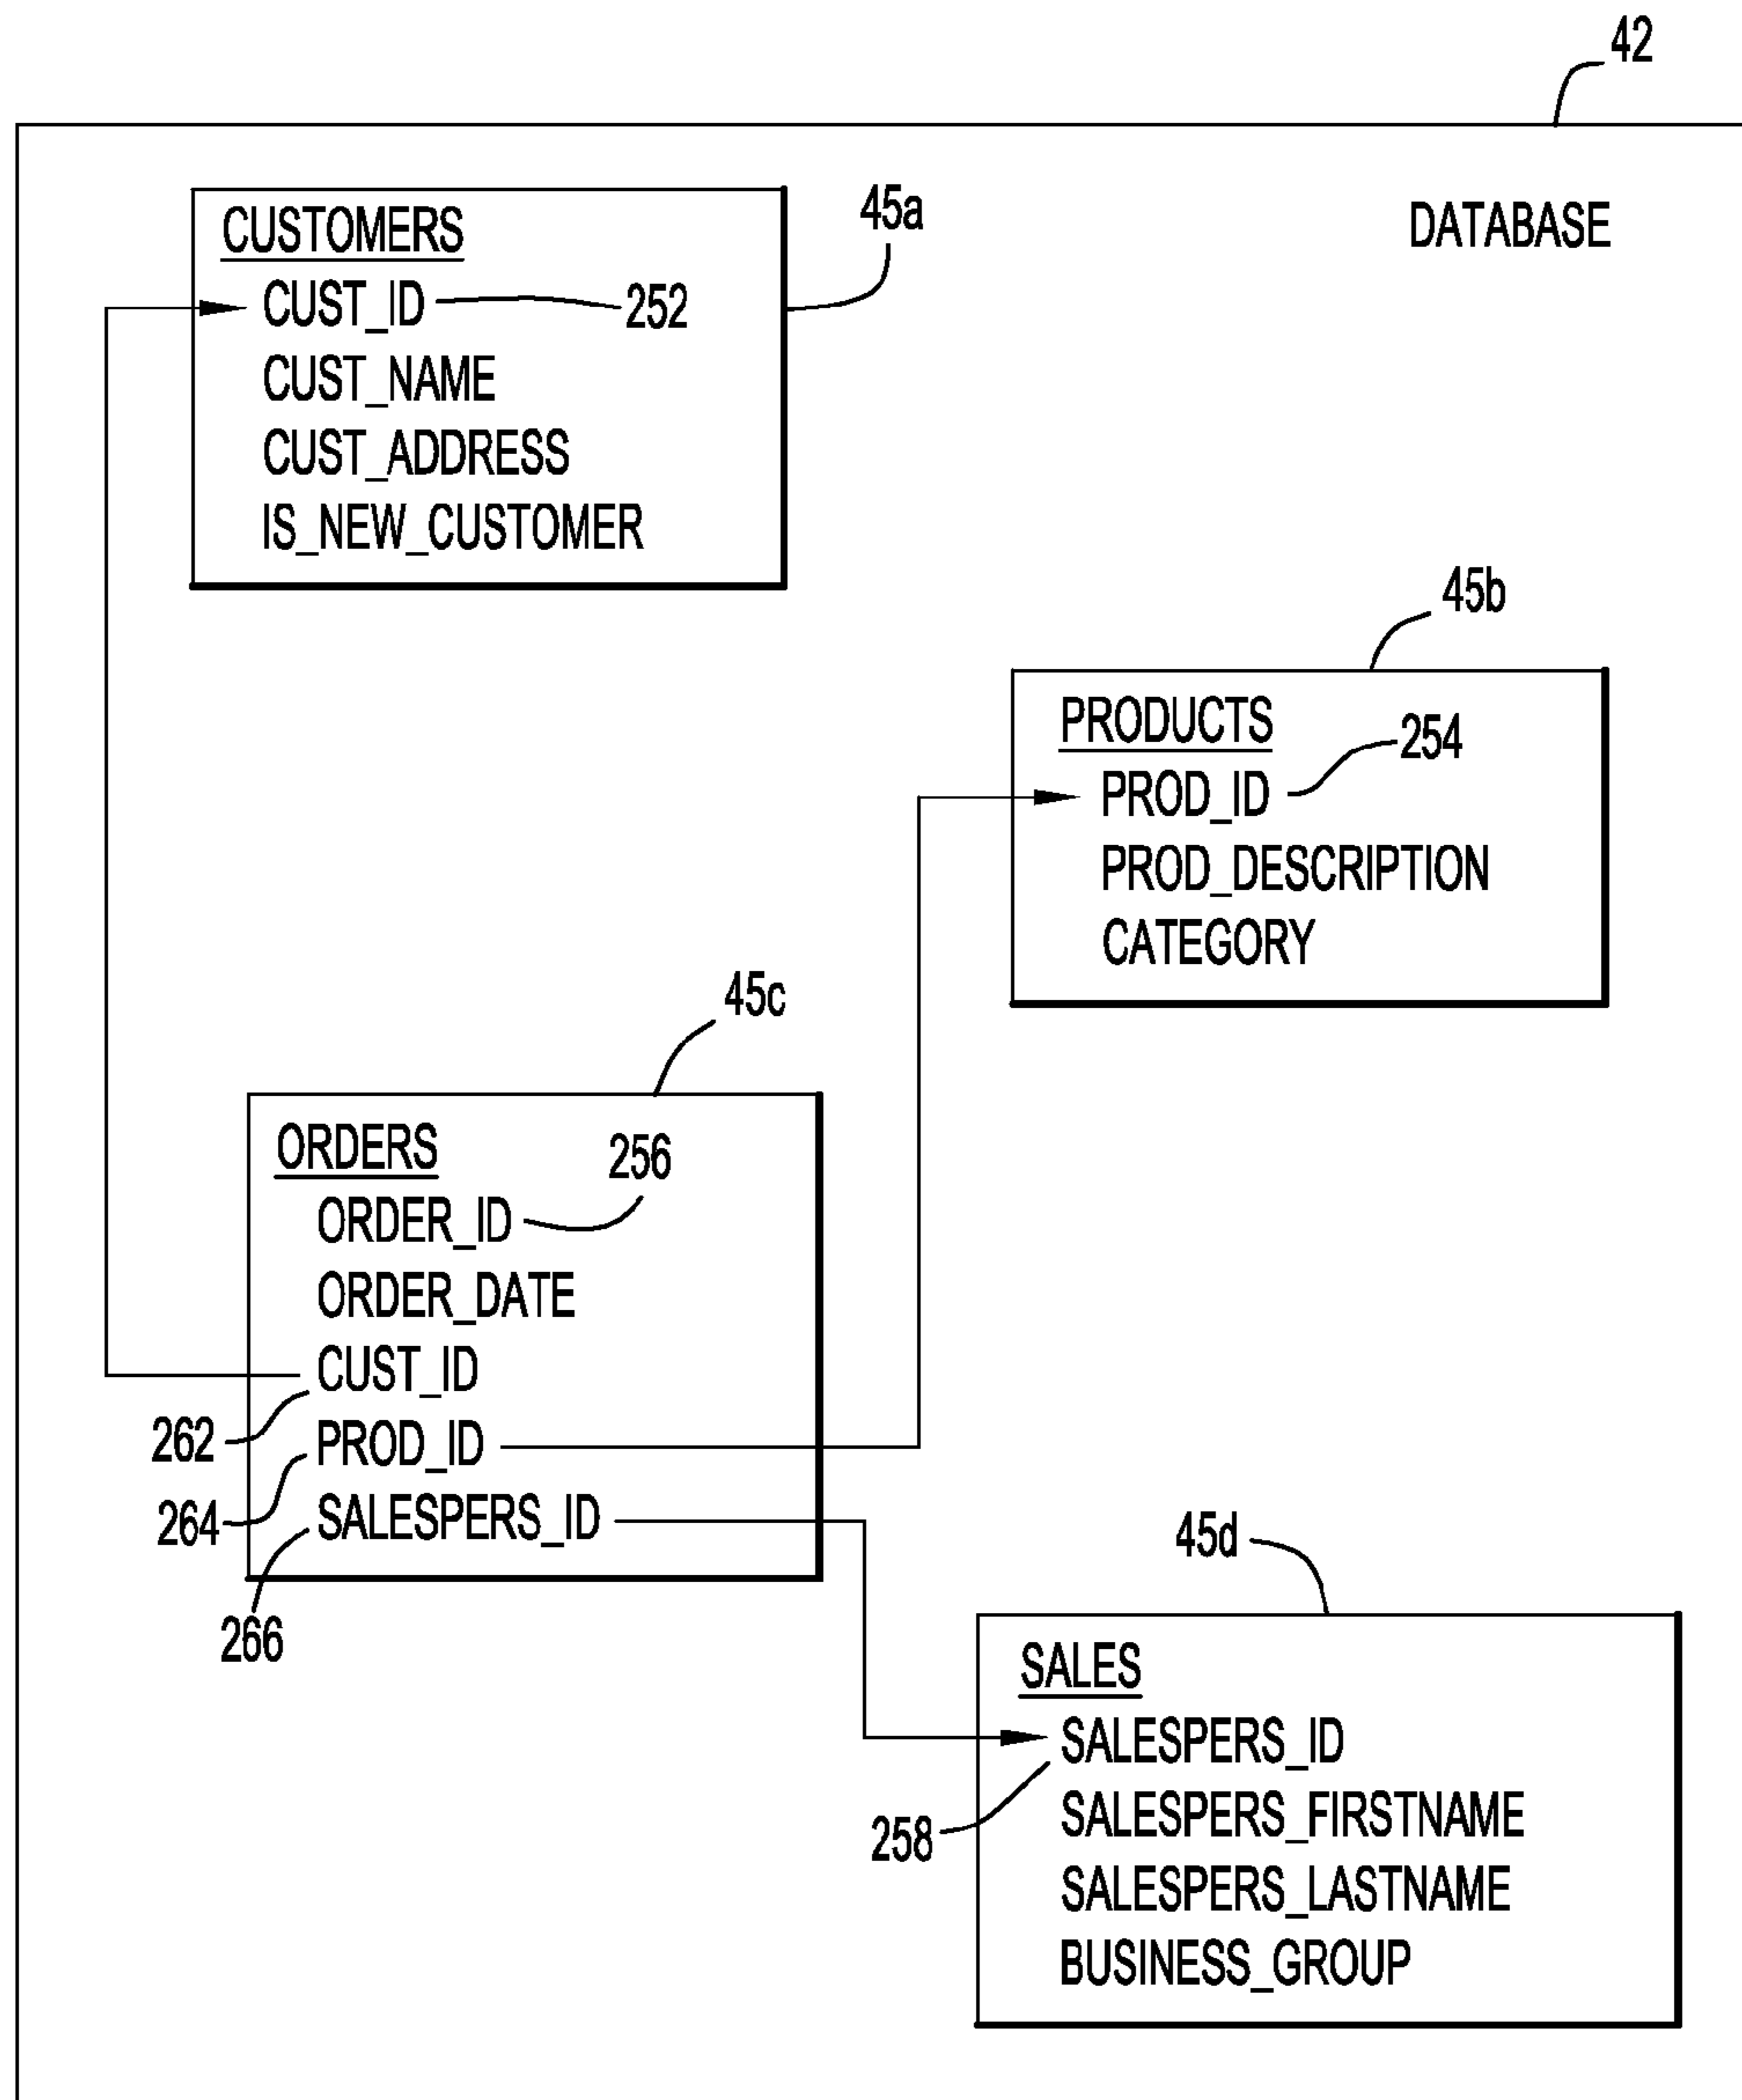 42
DATABASE
45a
CUSTOMERS
CUST_ID 252
CUST_NAME
CUST_ADDRESS
IS_NEW_CUSTOMER
45b
PRODUCTS
PROD_ID 254
PROD_DESCRIPTION
CATEGORY
45c
ORDERS
256
ORDER_ID
ORDER_DATE
CUST_ID
262
PROD_ID
264
SALESPERS_ID
266
45d
SALES
SALESPERS_ID
258
SALESPERS_FIRSTNAME
SALESPERS_LASTNAME
BUSINESS_GROUP